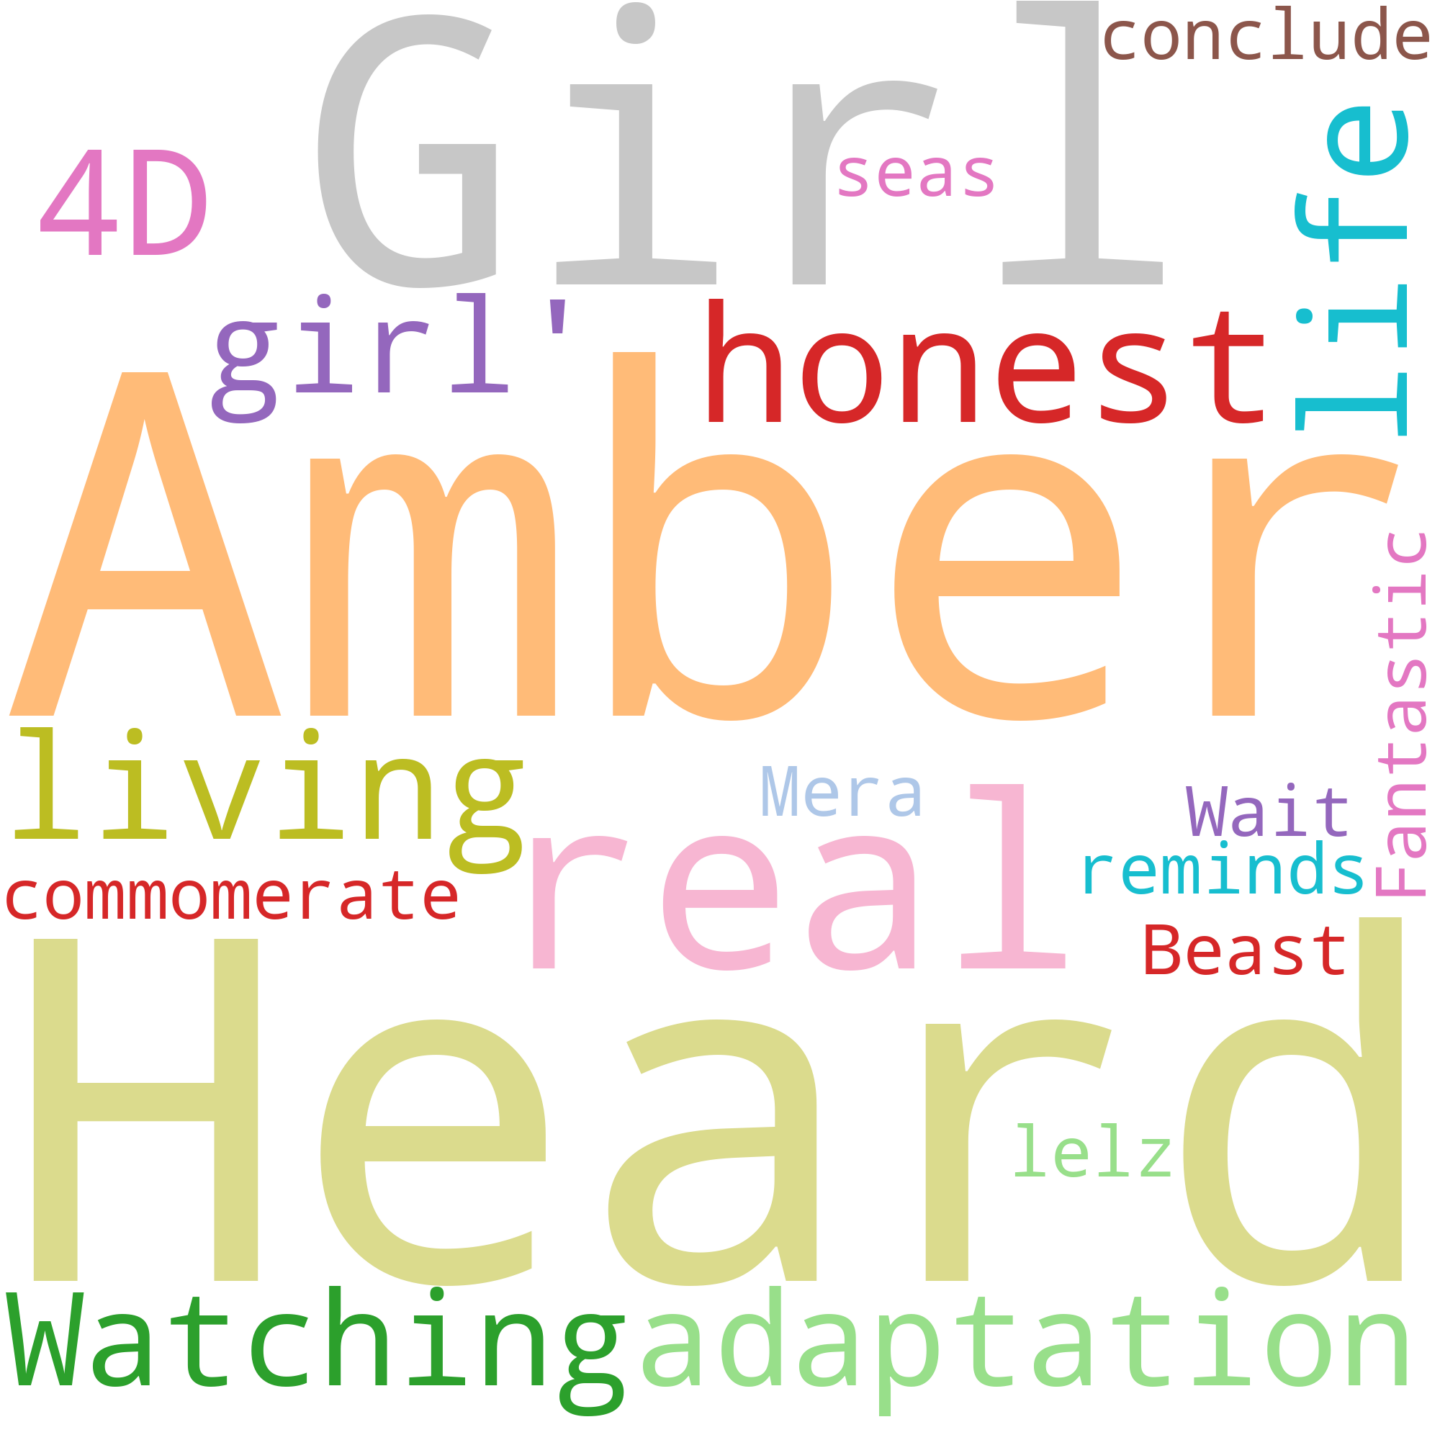 conclude
Girl
4D
seas
life
girl'
honest
Amber
Fantastic
living
Mera
real
Wait
reminds
commomerate
Beast
Heard
lelz
Watching
adaptation